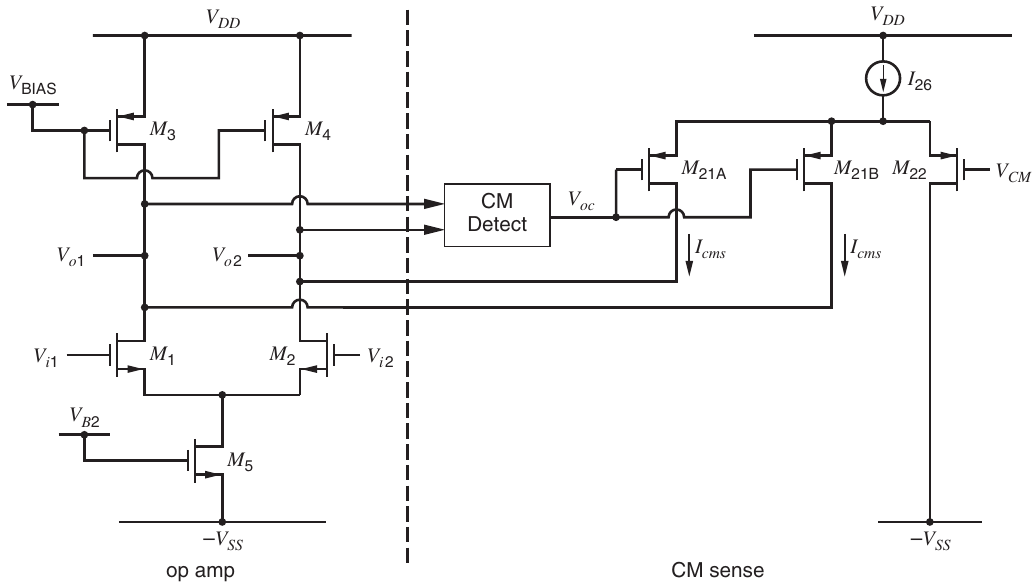 V_DD
V_DD
V_BIAS
I_26
M_3
M_4
M_21A
M_21B
M_22
V_CM
CM
Detect
V_oc
V_o1
V_o2
I_cms
I_cms
V_i1
M_1
M_2
V_i2
V_B2
M_5
−V_SS
−V_SS
op amp
CM sense